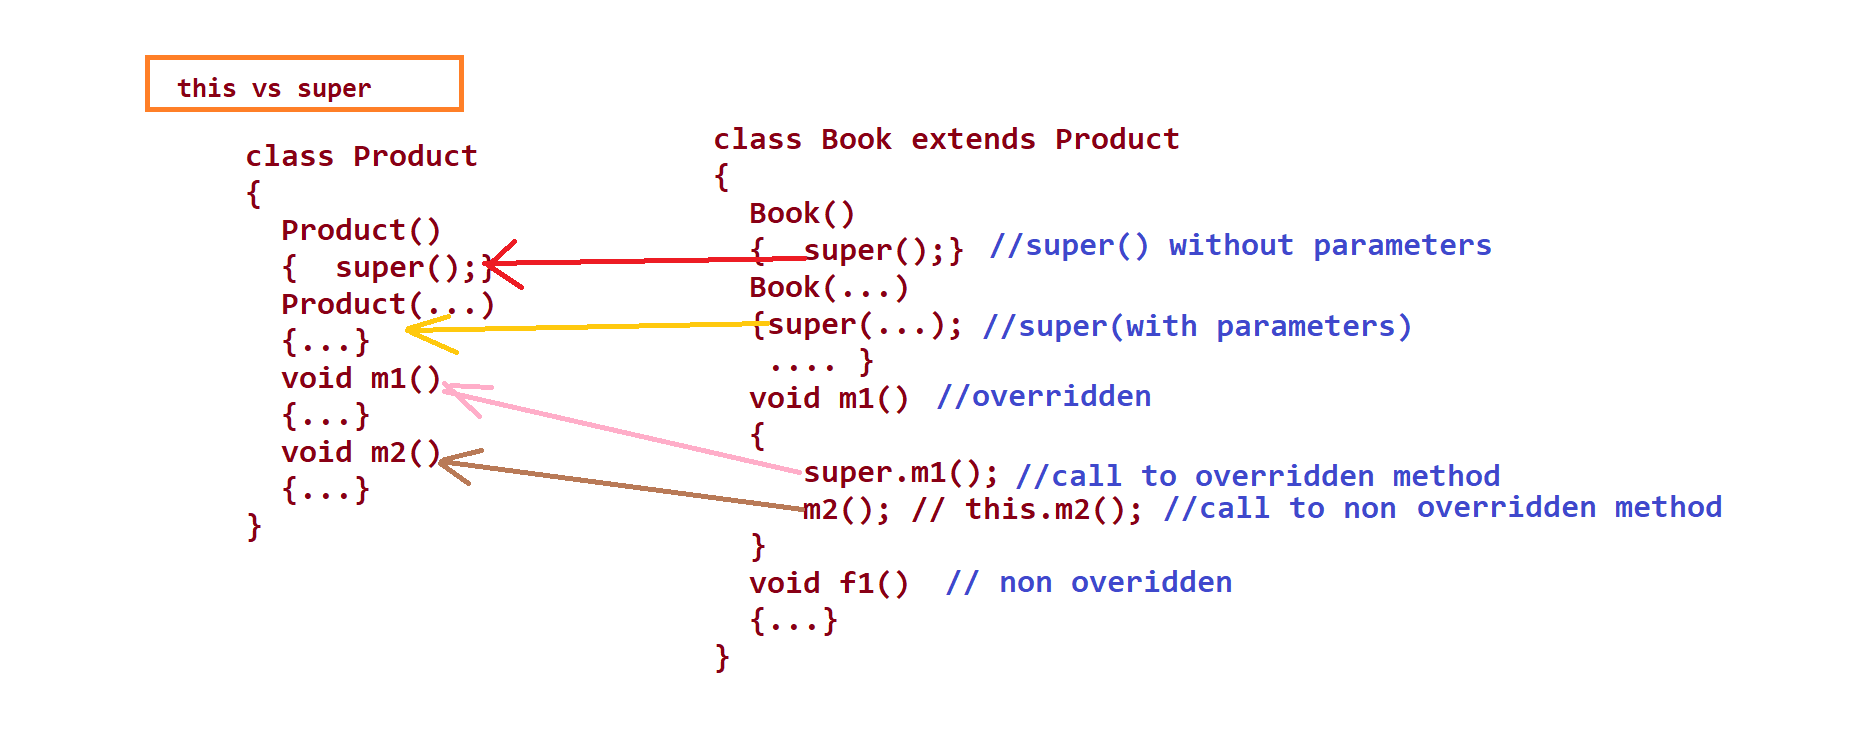 this vs super
class Product
{
Product()
{ super();}
Product(...)
{...}
void m1()
{...}
void m2()
{...}
}
class Book extends Product
{
Book()
{ super();} //super() without parameters
Book(...)
{super(...); //super(with parameters)
.... }
void m1() //overridden
{
super.m1(); //call to overridden method
m2(); // this.m2(); //call to non overridden method
}
void f1() // non overidden
{...}
}